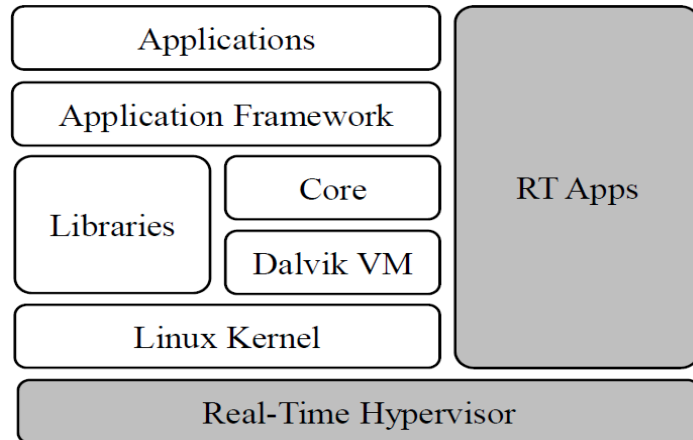 Applications
Application Framework
Libraries
Core
Dalvik VM
Linux Kernel
RT Apps
Real-Time Hypervisor